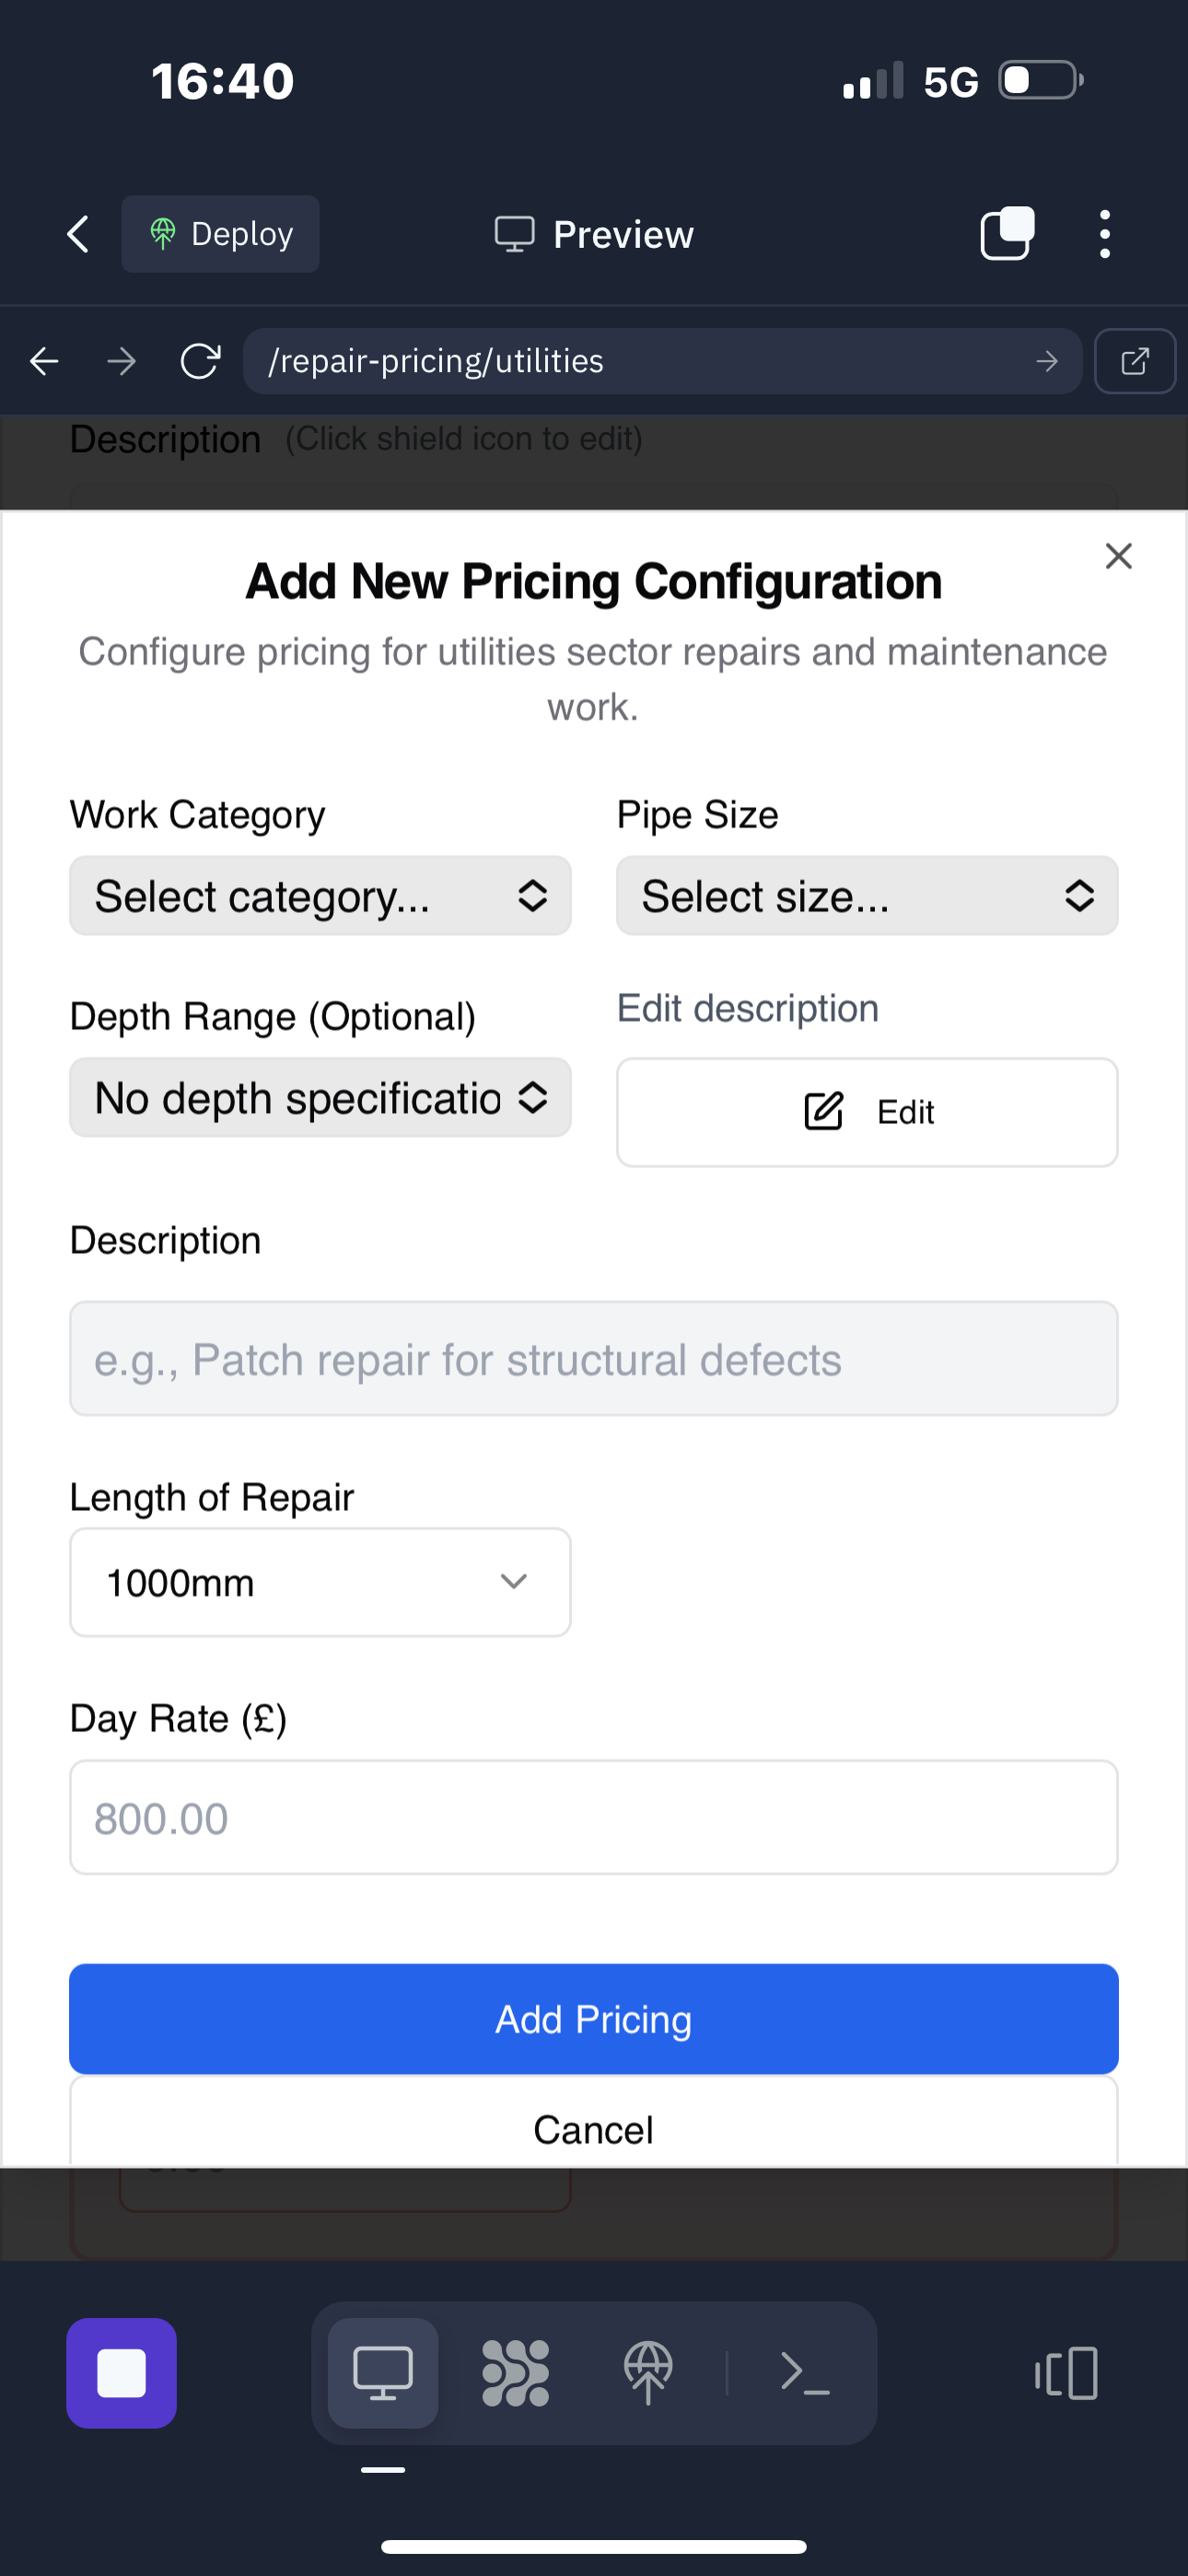 16:40
5G
Deploy
Preview
/repair-pricing/utilities
Description (Click shield icon to edit)
Add New Pricing Configuration
Configure pricing for utilities sector repairs and maintenance
work.
Work Category
Pipe Size
Select category...
Select size...
Depth Range (Optional)
Edit description
No depth specificatio
Edit
Description
e.g., Patch repair for structural defects
Length of Repair
1000mm
Day Rate (£)
800.00
Add Pricing
Cancel